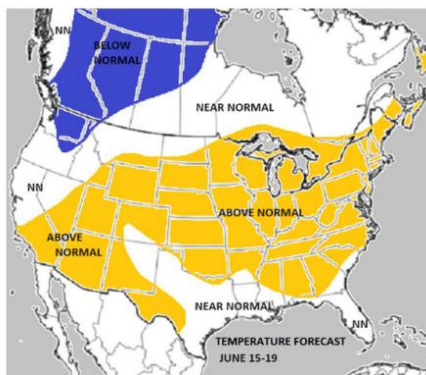 NN
BELOW
NORMAL
NEAR NORMAL
NN
ABOVE NORMAL
ABOVE
NORMAL
NEAR NORMAL
NN
TEMPERATURE FORECAST
JUNE 15-19